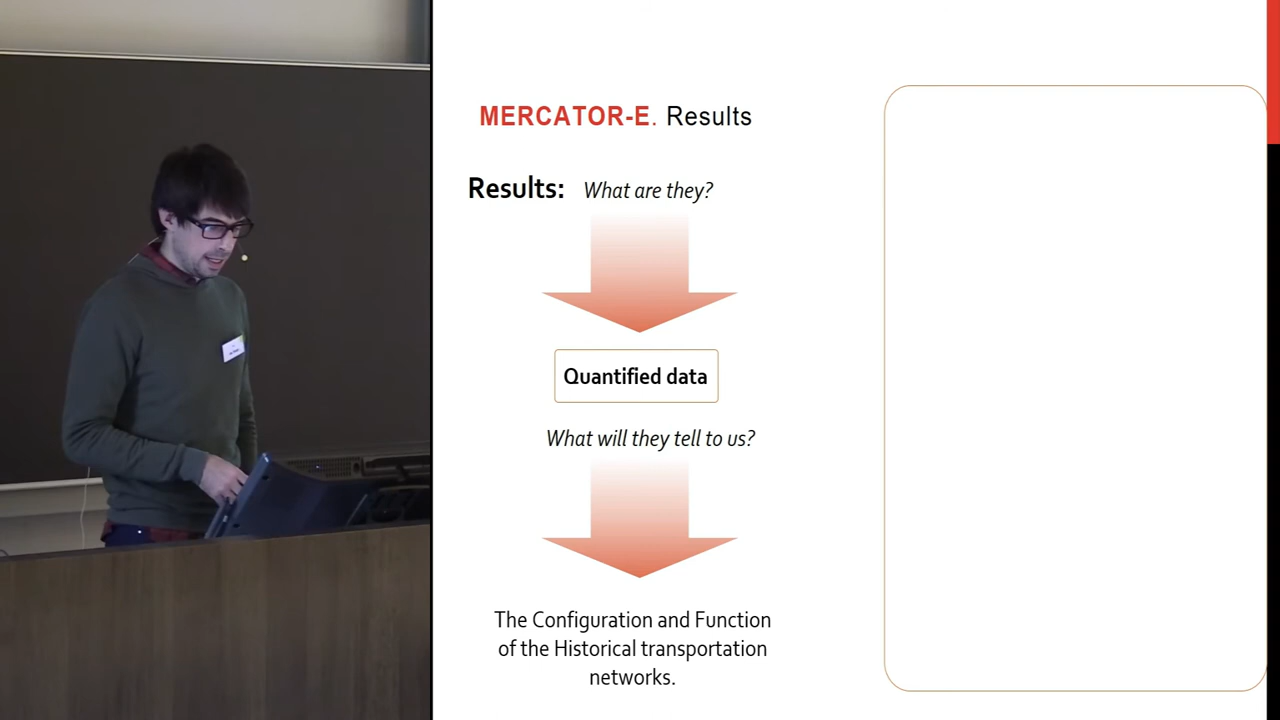 MERCATOR-E. Results
Results: What are they?
Quantified data
What will they tell to us?
The Configuration and Function
of the Historical transportation
networks.